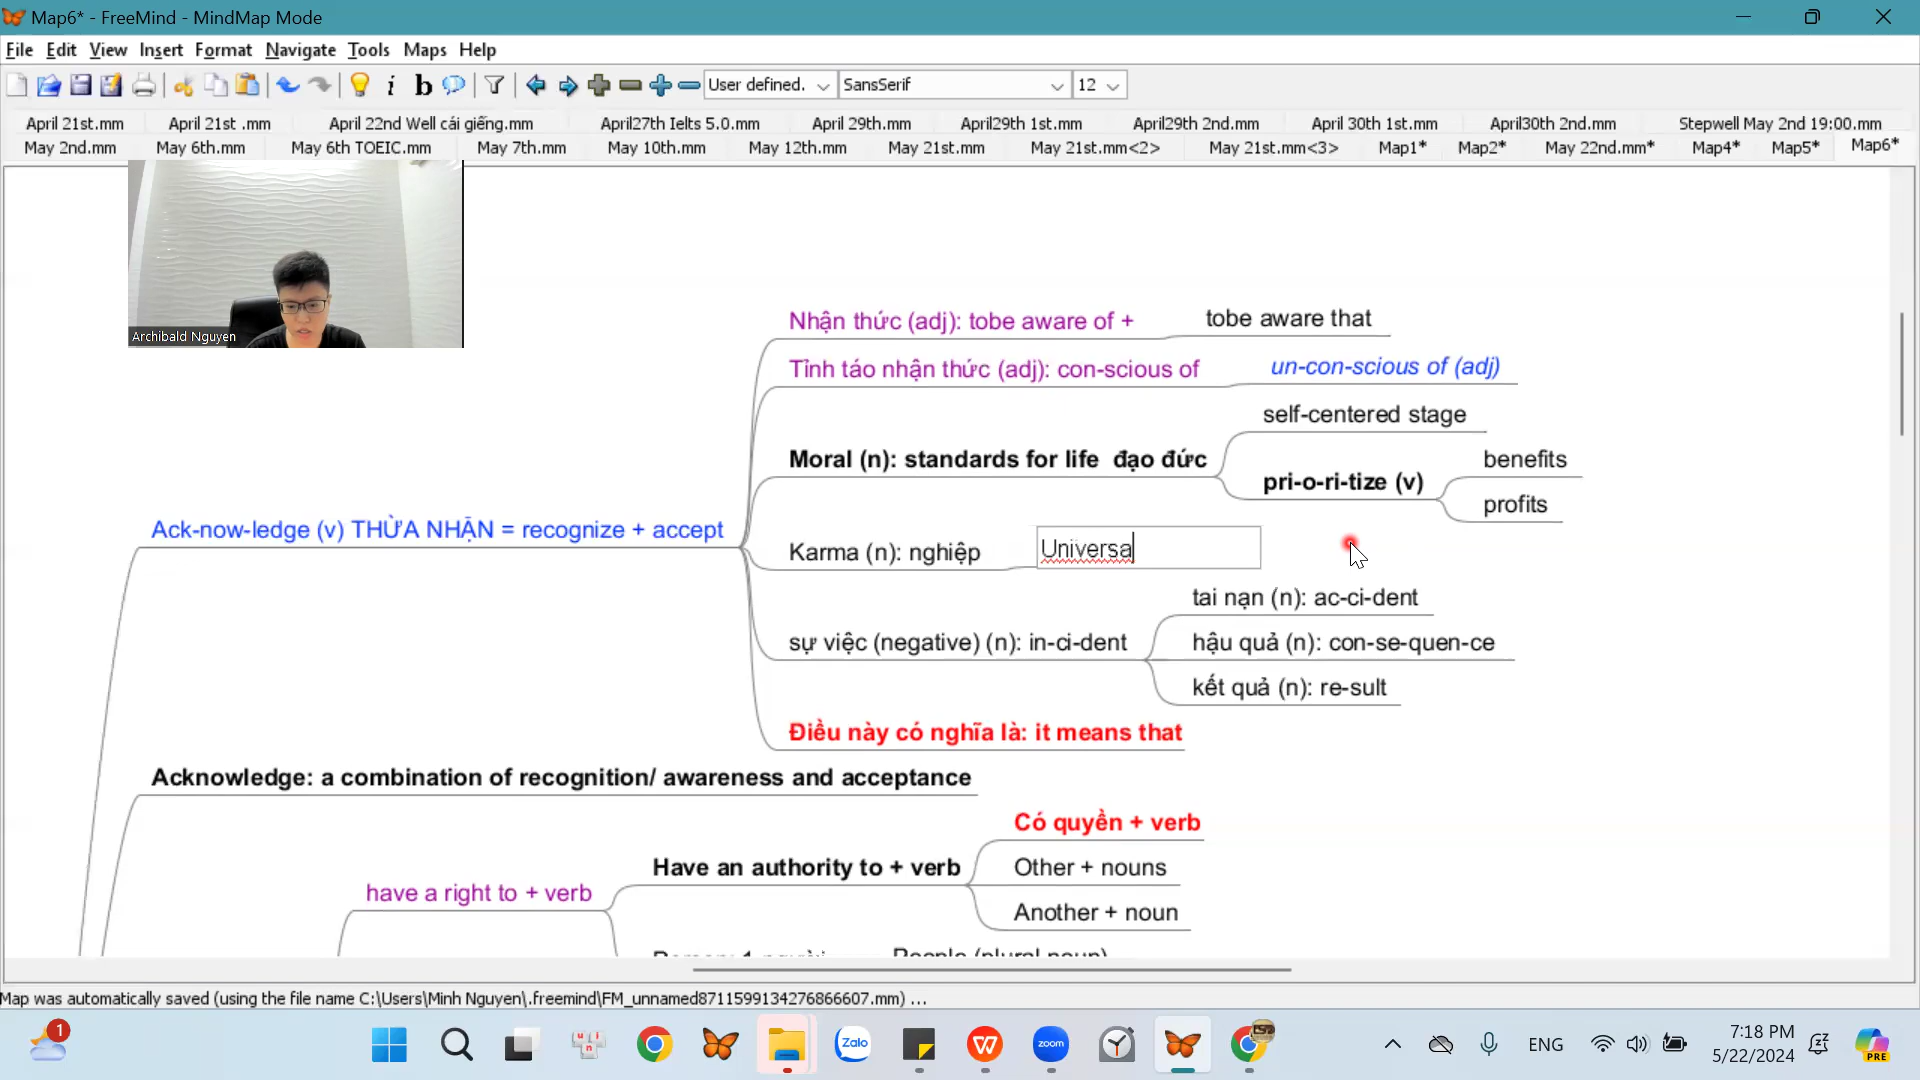 Map6* - FreeMind - MindMap Mode
File Edit View Insert Format Navigate Tools Maps Help
User defined. SansSerif 12
April 21st.mm April 21st .mm April 22nd Well cái giếng.mm April27th Ielts 5.0.mm April 29th.mm April29th 1st.mm April29th 2nd.mm April 30th 1st.mm April30th 2nd.mm Stepwell May 2nd 19:00.mm
May 2nd.mm May 6th.mm May 6th TOEIC.mm May 7th.mm May 10th.mm May 12th.mm May 21st.mm May 21st.mm<2> May 21st.mm<3> Map1* Map2* May 22nd.mm* Map4* Map5* Map6*
Archibald Nguyen
Nhận thức (adj): tobe aware of +
tobe aware that
Tỉnh táo nhận thức (adj): con-scious of
un-con-scious of (adj)
self-centered stage
Moral (n): standards for life đạo đức
pri-o-ri-tize (v)
benefits
profits
Ack-now-ledge (v) THỪA NHẬN = recognize + accept
Karma (n): nghiệp
Universa
tai nạn (n): ac-ci-dent
sự việc (negative) (n): in-ci-dent
hậu quả (n): con-se-quen-ce
kết quả (n): re-sult
Điều này có nghĩa là: it means that
Acknowledge: a combination of recognition/ awareness and acceptance
Có quyền + verb
Have an authority to + verb
Other + nouns
have a right to + verb
Another + noun
People (plural noun)
Map was automatically saved (using the file name C:\Users\Minh Nguyen\.freemind\FM_unnamed8711599134276866607.mm) ...
1
Zalo
zoom
ENG
7:18 PM
5/22/2024
PRE